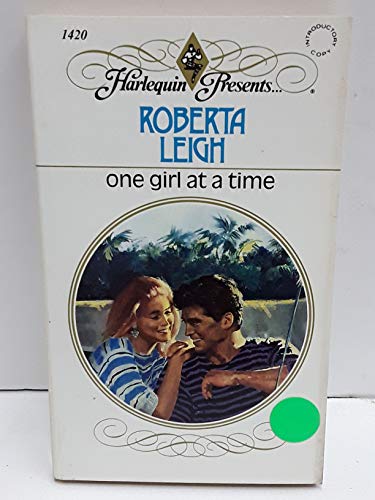 1420
INTRODUCTORY
COPY
Harlequin Presents...
®
ROBERTA
LEIGH
one girl at a time